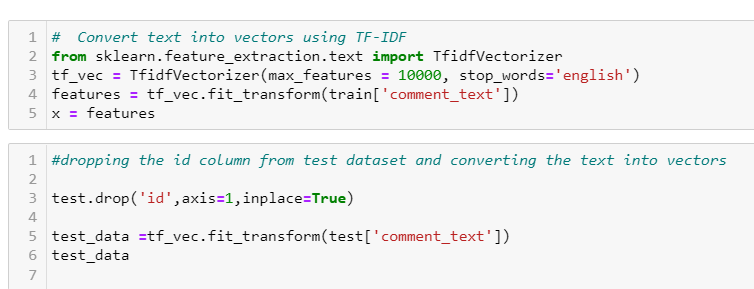 1 #  Convert text into vectors using TF-IDF
2 from sklearn.feature_extraction.text import TfidfVectorizer
3 tf_vec = TfidfVectorizer(max_features = 10000, stop_words='english')
4 features = tf_vec.fit_transform(train['comment_text'])
5 x = features
1 #dropping the id column from test dataset and converting the text into vectors
2
3 test.drop('id',axis=1,inplace=True)
4
5 test_data =tf_vec.fit_transform(test['comment_text'])
6 test_data
7